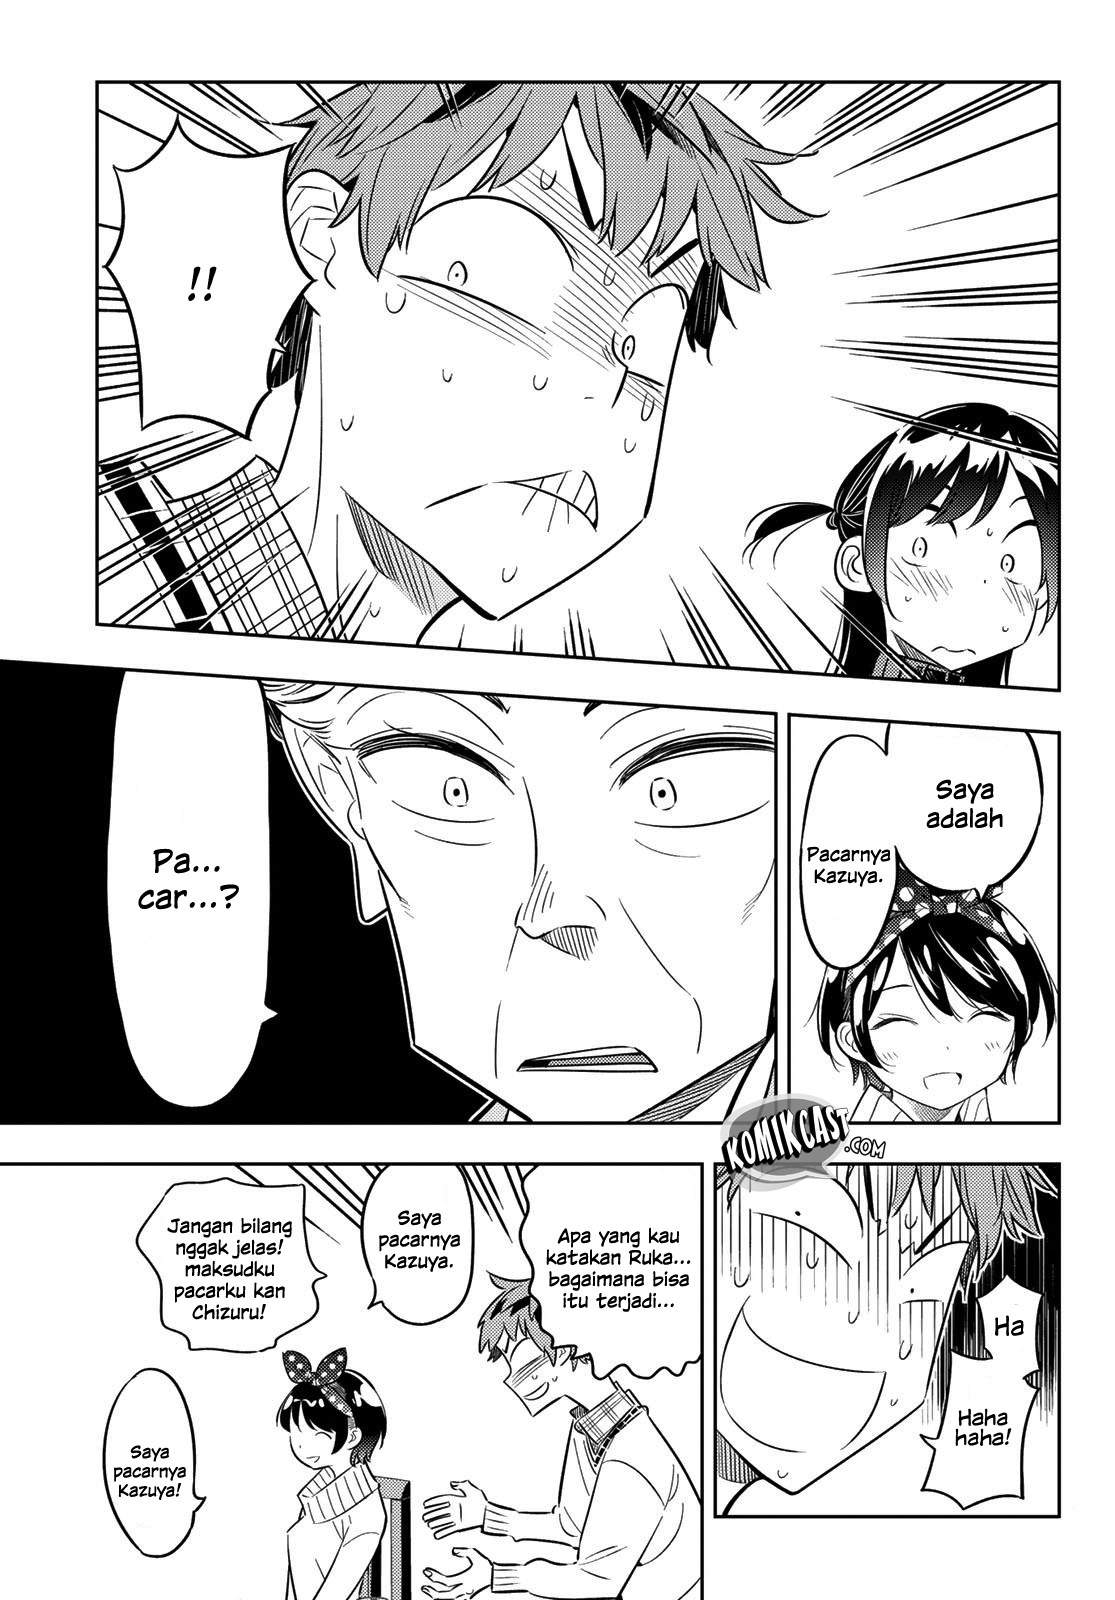 !!
Saya
adalah
Pacarnya
Kazuya.
Pa...
car...?
KOMIKCAST
.COM
Ha
Haha
haha!
Apa yang kau
katakan Ruka...
bagaimana bisa
itu terjadi...
Saya
pacarnya
Kazuya.
Jangan bilang
nggak jelas!
maksudku
pacarku kan
Chizuru!
Saya
pacarnya
Kazuya!